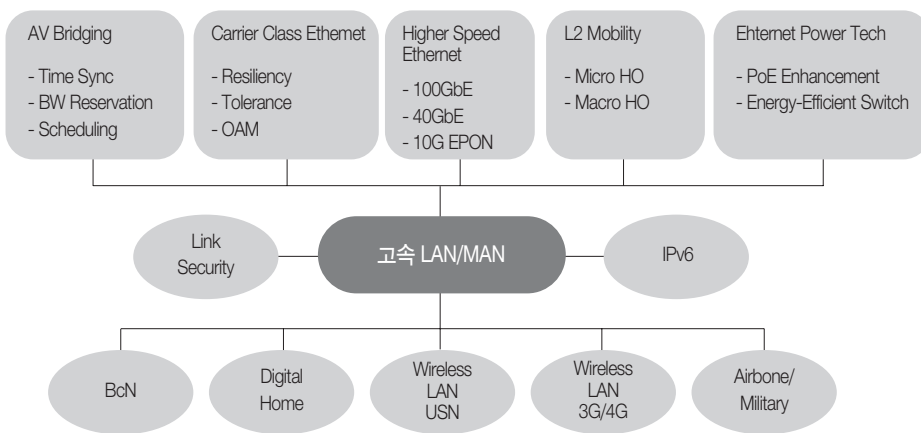 AV Bridging
- Time Sync
- BW Reservation
- Scheduling
Carrier Class Ethernet
- Resiliency
- Tolerance
- OAM
Higher Speed
Ethernet
- 100GbE
- 40GbE
- 10G EPON
L2 Mobility
- Micro HO
- Macro HO
Ehternet Power Tech
- PoE Enhancement
- Energy-Efficient Switch
Link
Security
고속 LAN/MAN
IPv6
BcN
Digital
Home
Wireless
LAN
USN
Wireless
LAN
3G/4G
Airbone/
Military